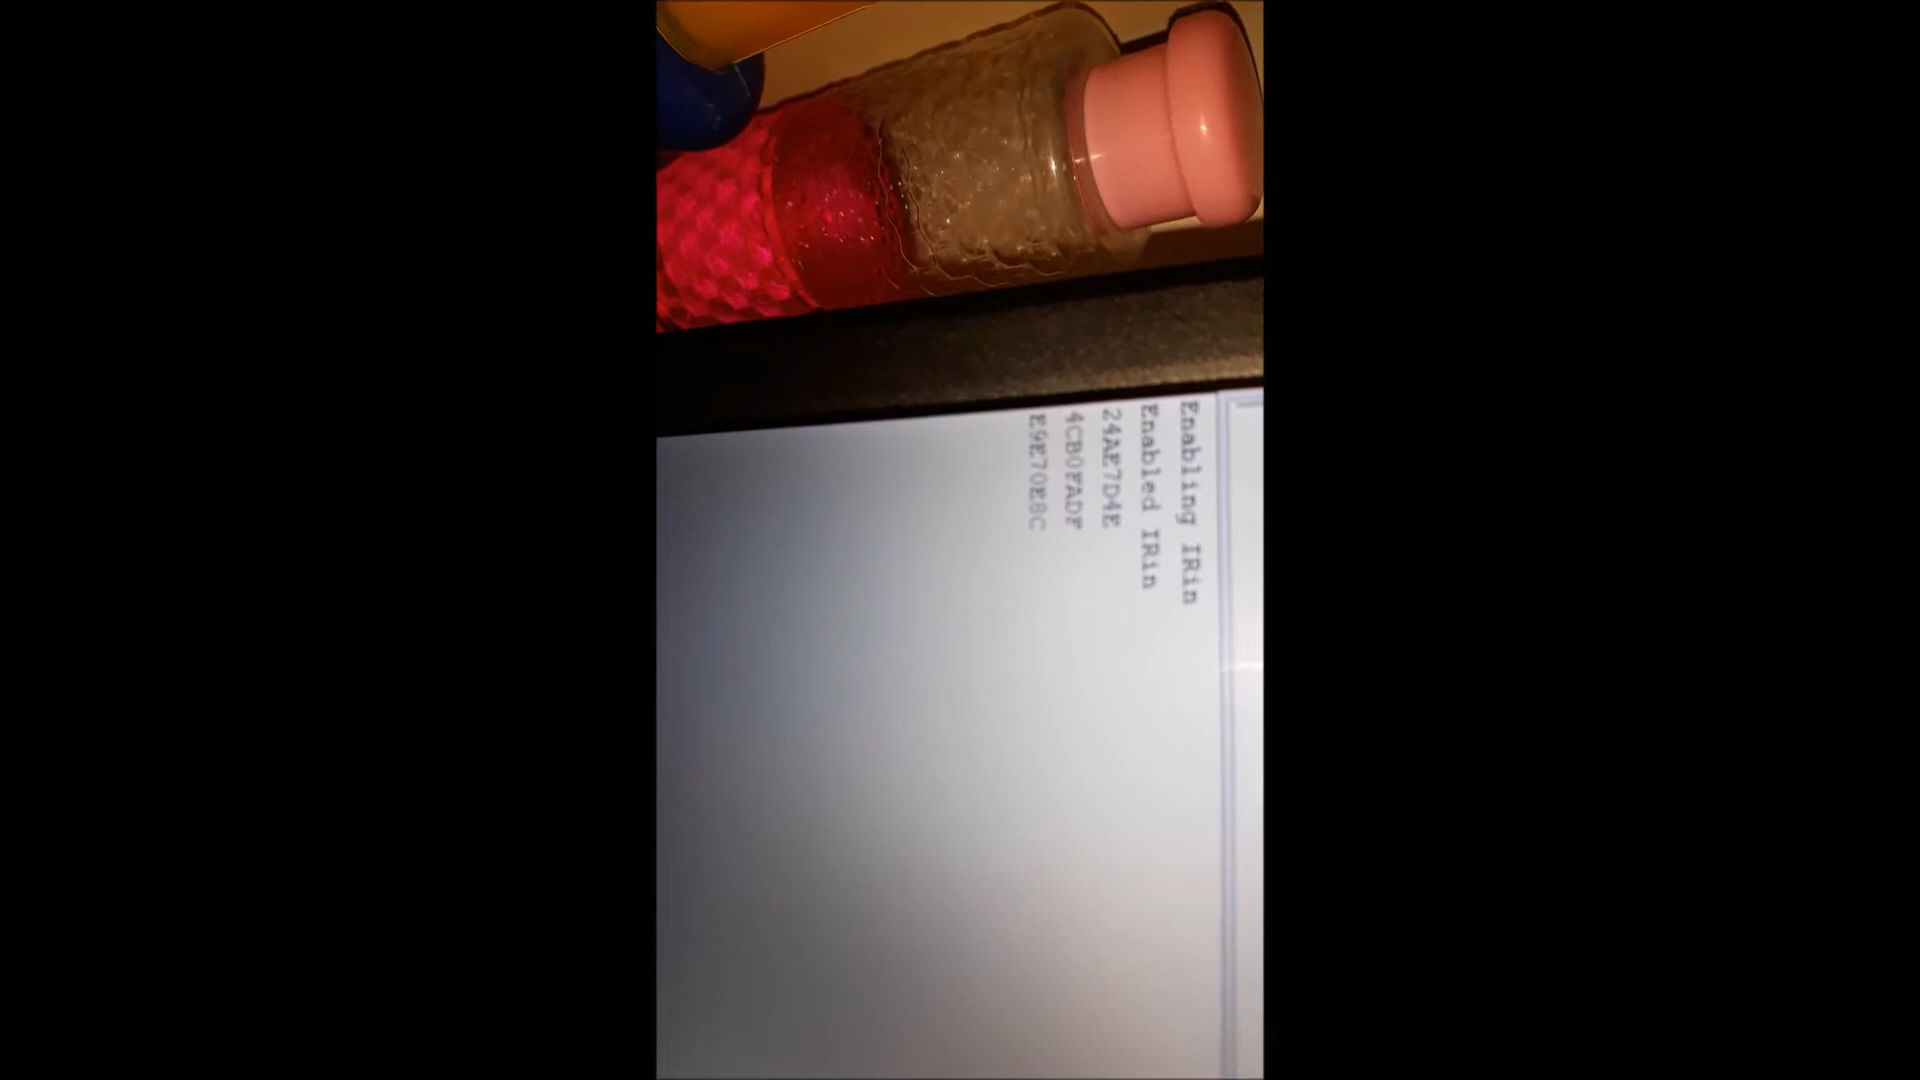 Enabling IRin
Enabled IRin
24AE7D4E
4CB0FADF
E9E70E8C